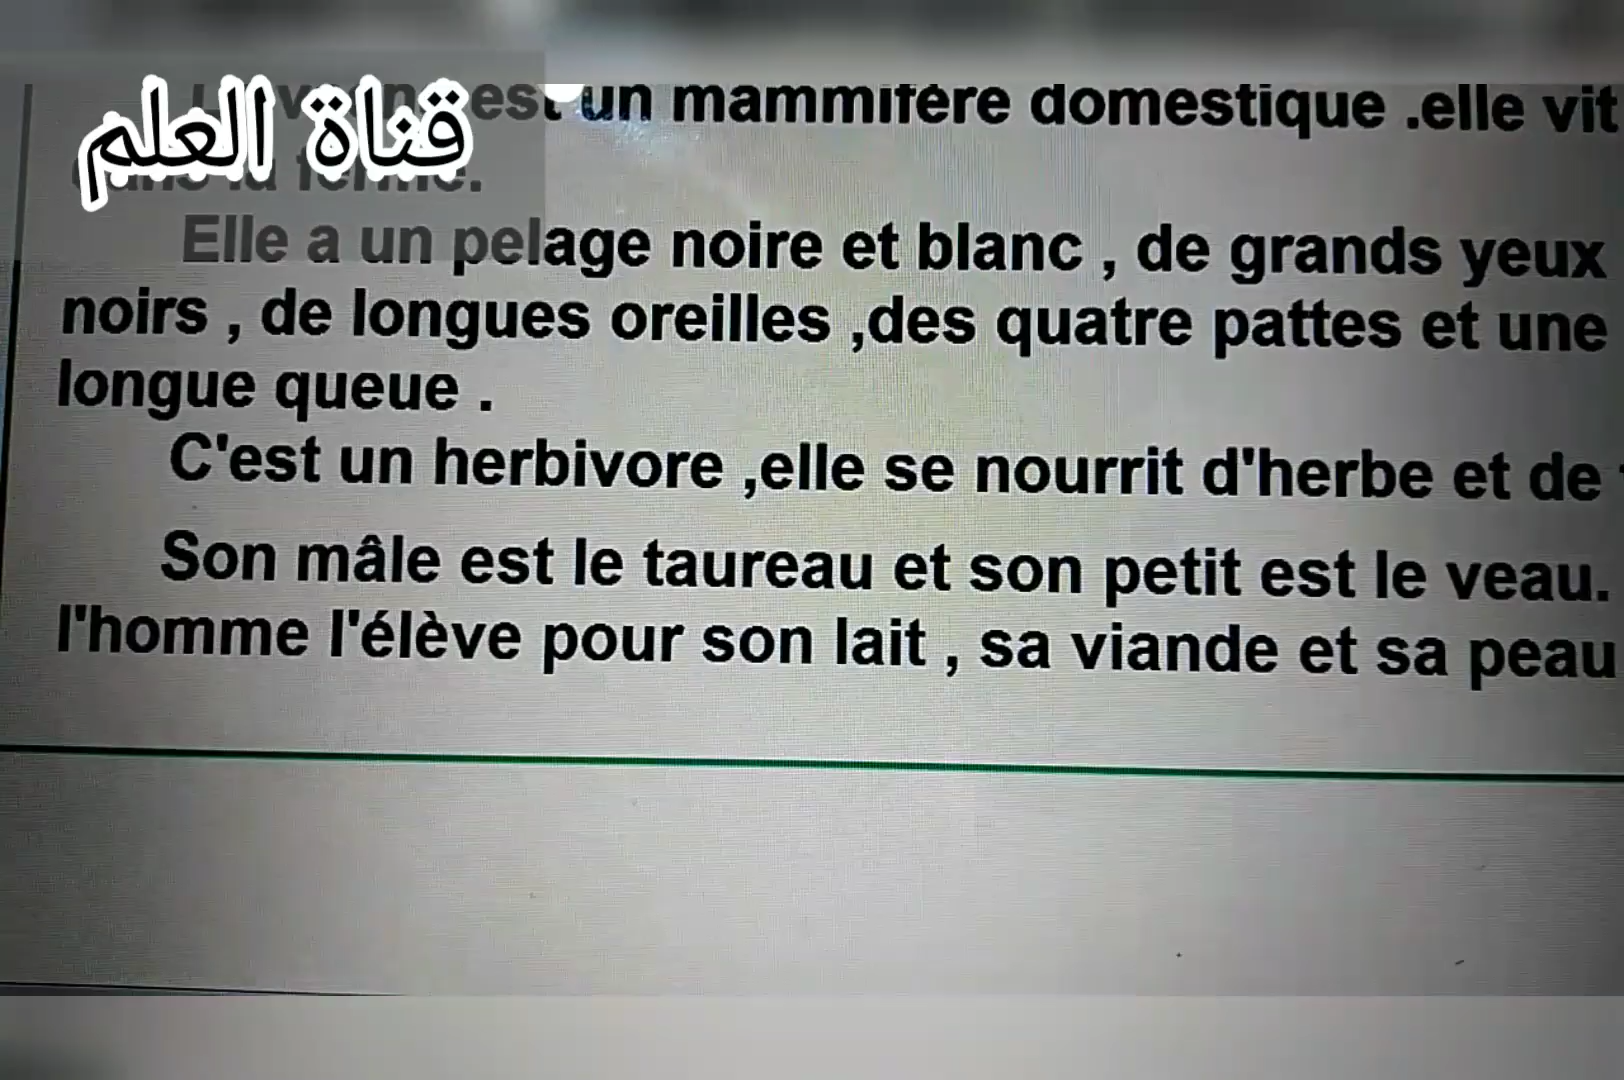 قناة العلم
est un mammifère domestique .elle vit
Elle a un pelage noire et blanc , de grands yeux
noirs , de longues oreilles ,des quatre pattes et une
longue queue .
C'est un herbivore ,elle se nourrit d'herbe et de
Son mâle est le taureau et son petit est le veau.
l'homme l'élève pour son lait , sa viande et sa peau